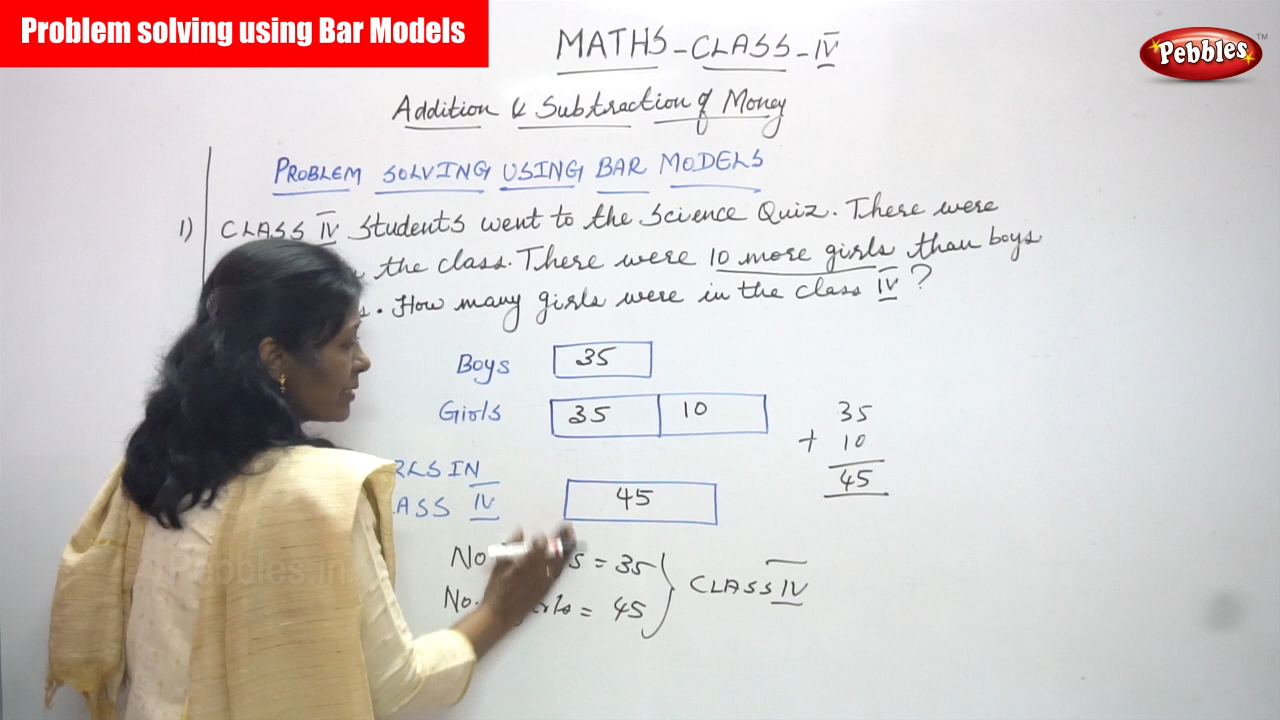 Problem solving using Bar Models
MATHS - CLASS - IV
Pebbles TM
Addition & Subtraction of Money
PROBLEM SOLVING USING BAR MODELS
1) CLASS IV students went to the Science Quiz. There were
the class. There were 10 more girls than boys
. How many girls were in the class IV ?
Boys 35
Girls 35 10
35
+ 10
45
IN
IV 45
No = 35
No. = 45
CLASS IV
Pebbles.in